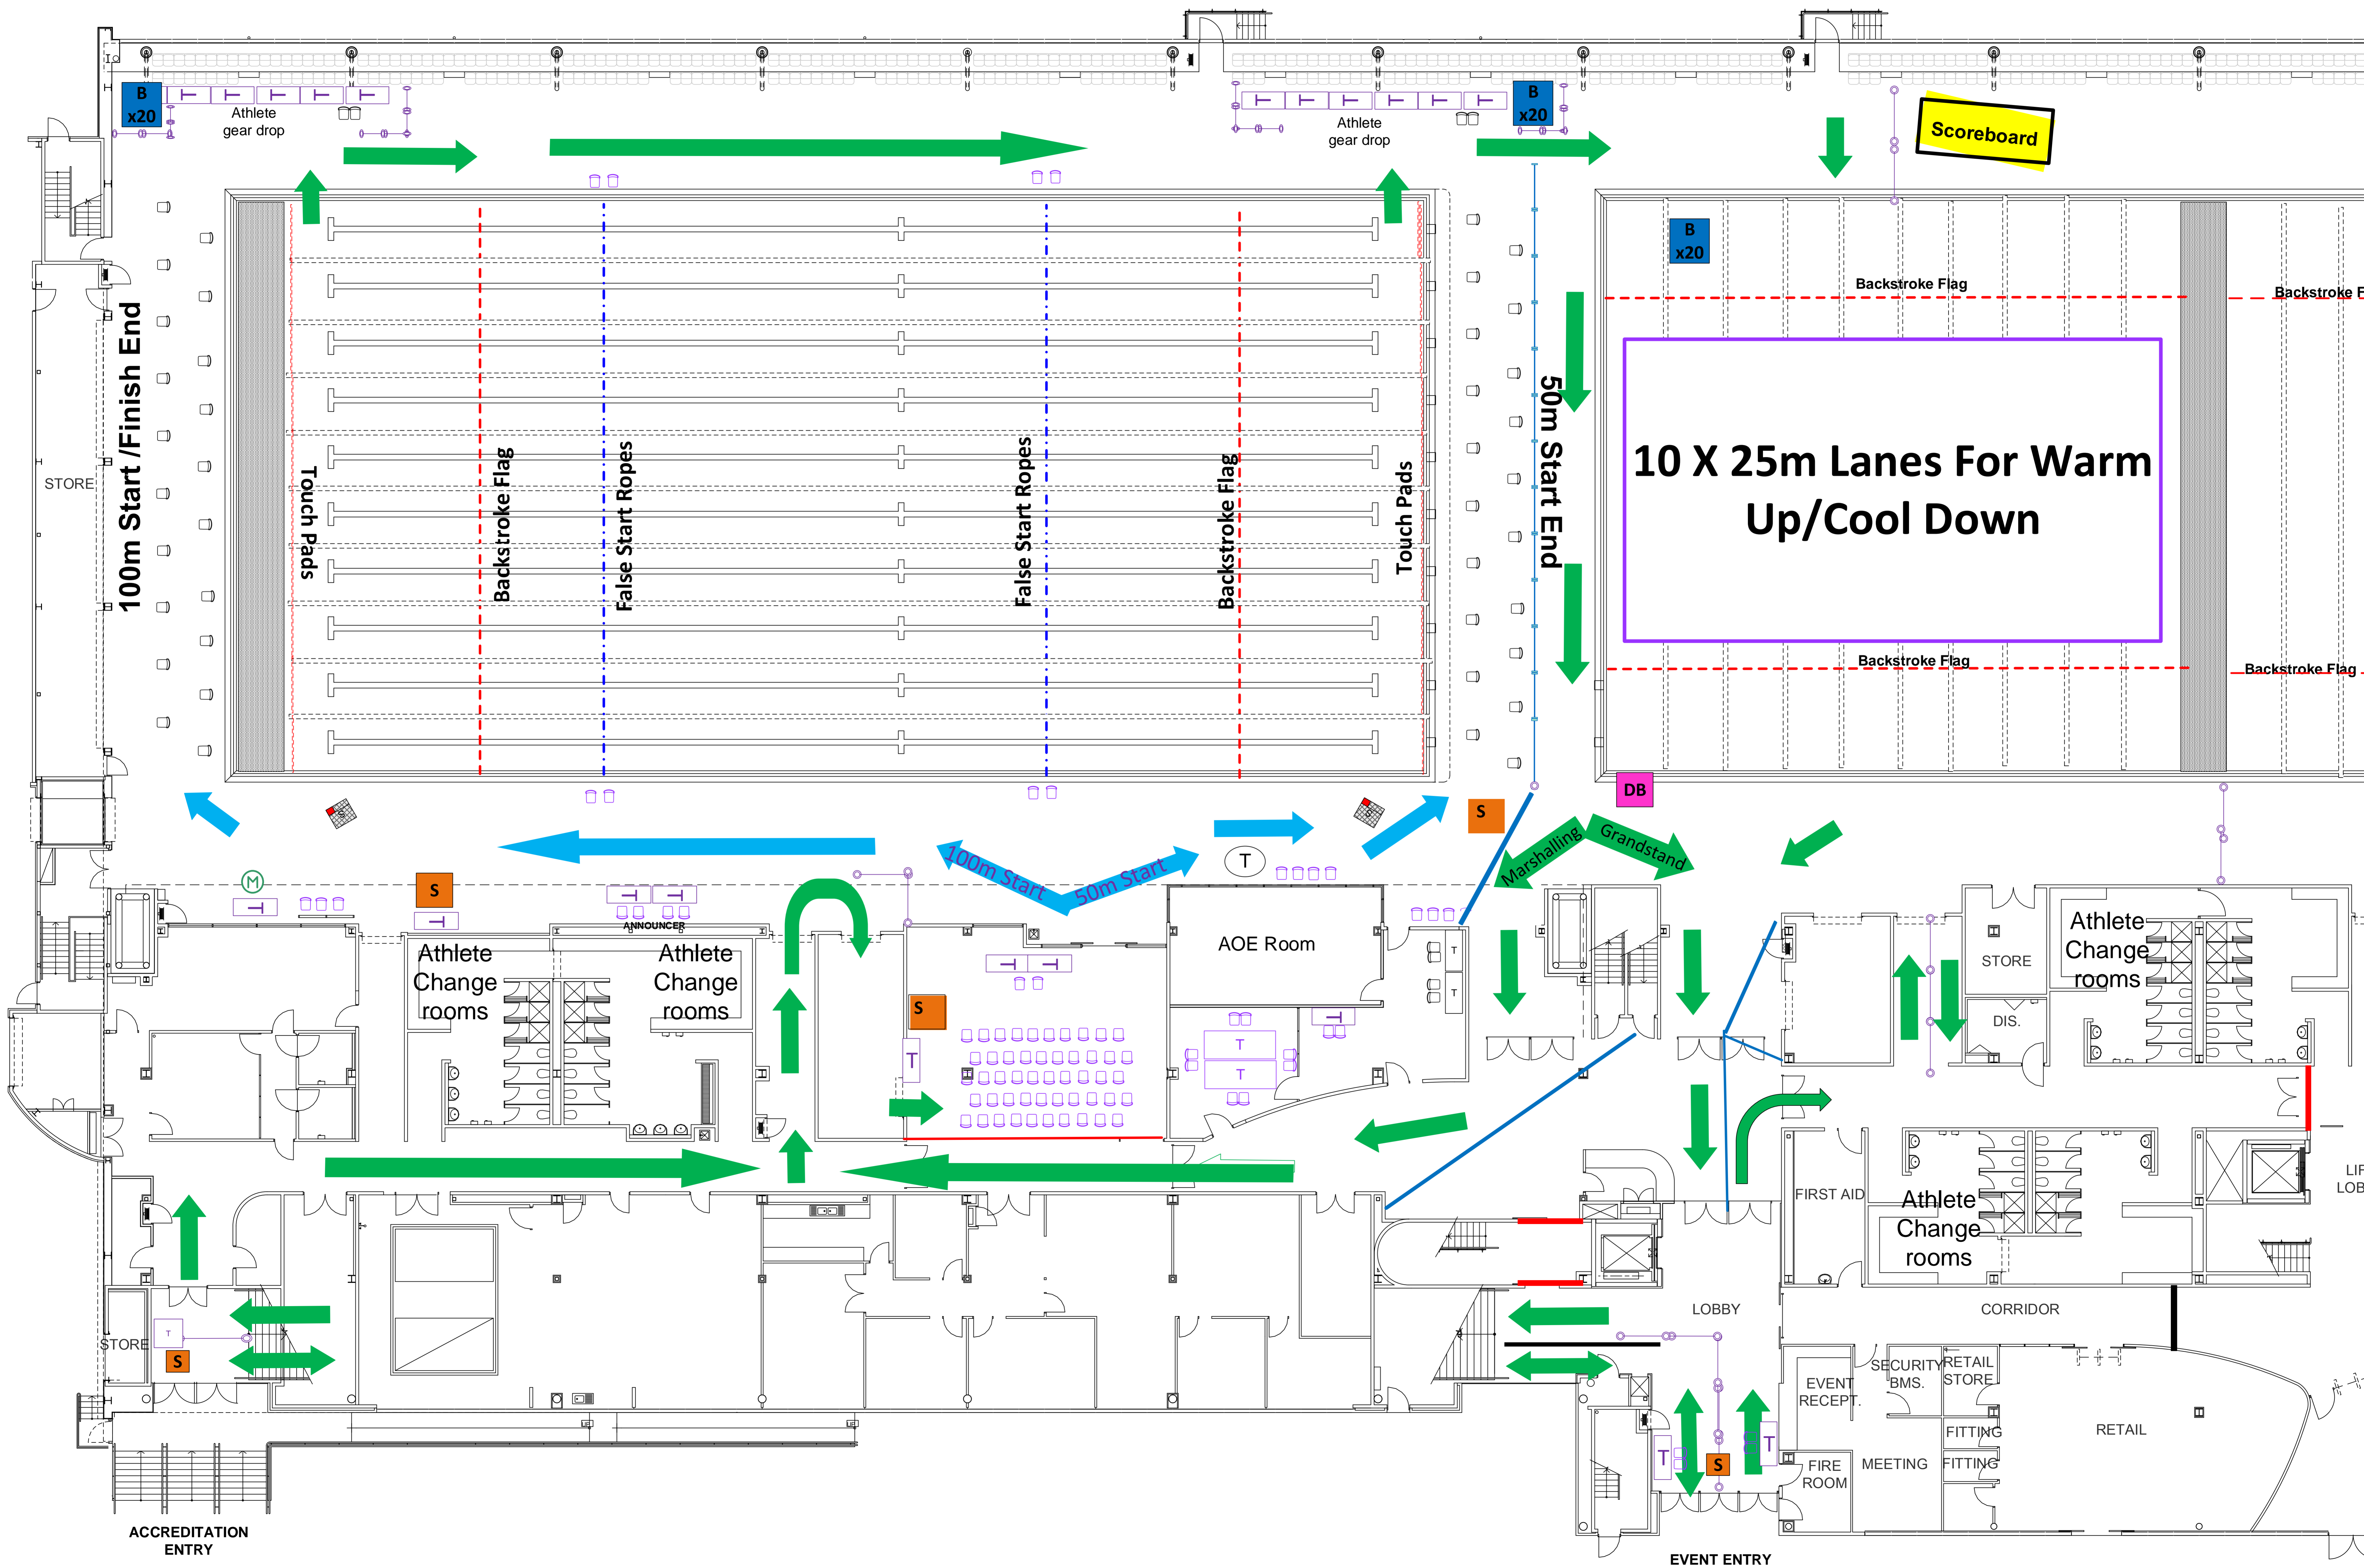 B
x20
Athlete
gear drop
Athlete
gear drop
B
x20
Scoreboard
B
x20
Backstroke Flag
Backstroke F
100m Start /Finish End
STORE
Touch Pads
Backstroke Flag
False Start Ropes
False Start Ropes
Backstroke Flag
Touch Pads
50m Start End
10 X 25m Lanes For Warm
Up/Cool Down
Backstroke Flag
Backstroke Flag
DB
S
Marshalling
Grandstand
100m Start
50m Start
T
M
S
ANNOUNCER
Athlete
Change
rooms
Athlete
Change
rooms
AOE Room
S
T
T
T
T
T
T
Athlete
Change
rooms
STORE
DIS.
FIRST AID
Athlete
Change
rooms
LIF
LOB
LOBBY
CORRIDOR
STORE
T
S
EVENT
RECEPT.
SECURITY
BMS.
RETAIL
STORE
FITTING
FITTING
MEETING
RETAIL
FIRE
ROOM
T
T
S
ACCREDITATION
ENTRY
EVENT ENTRY